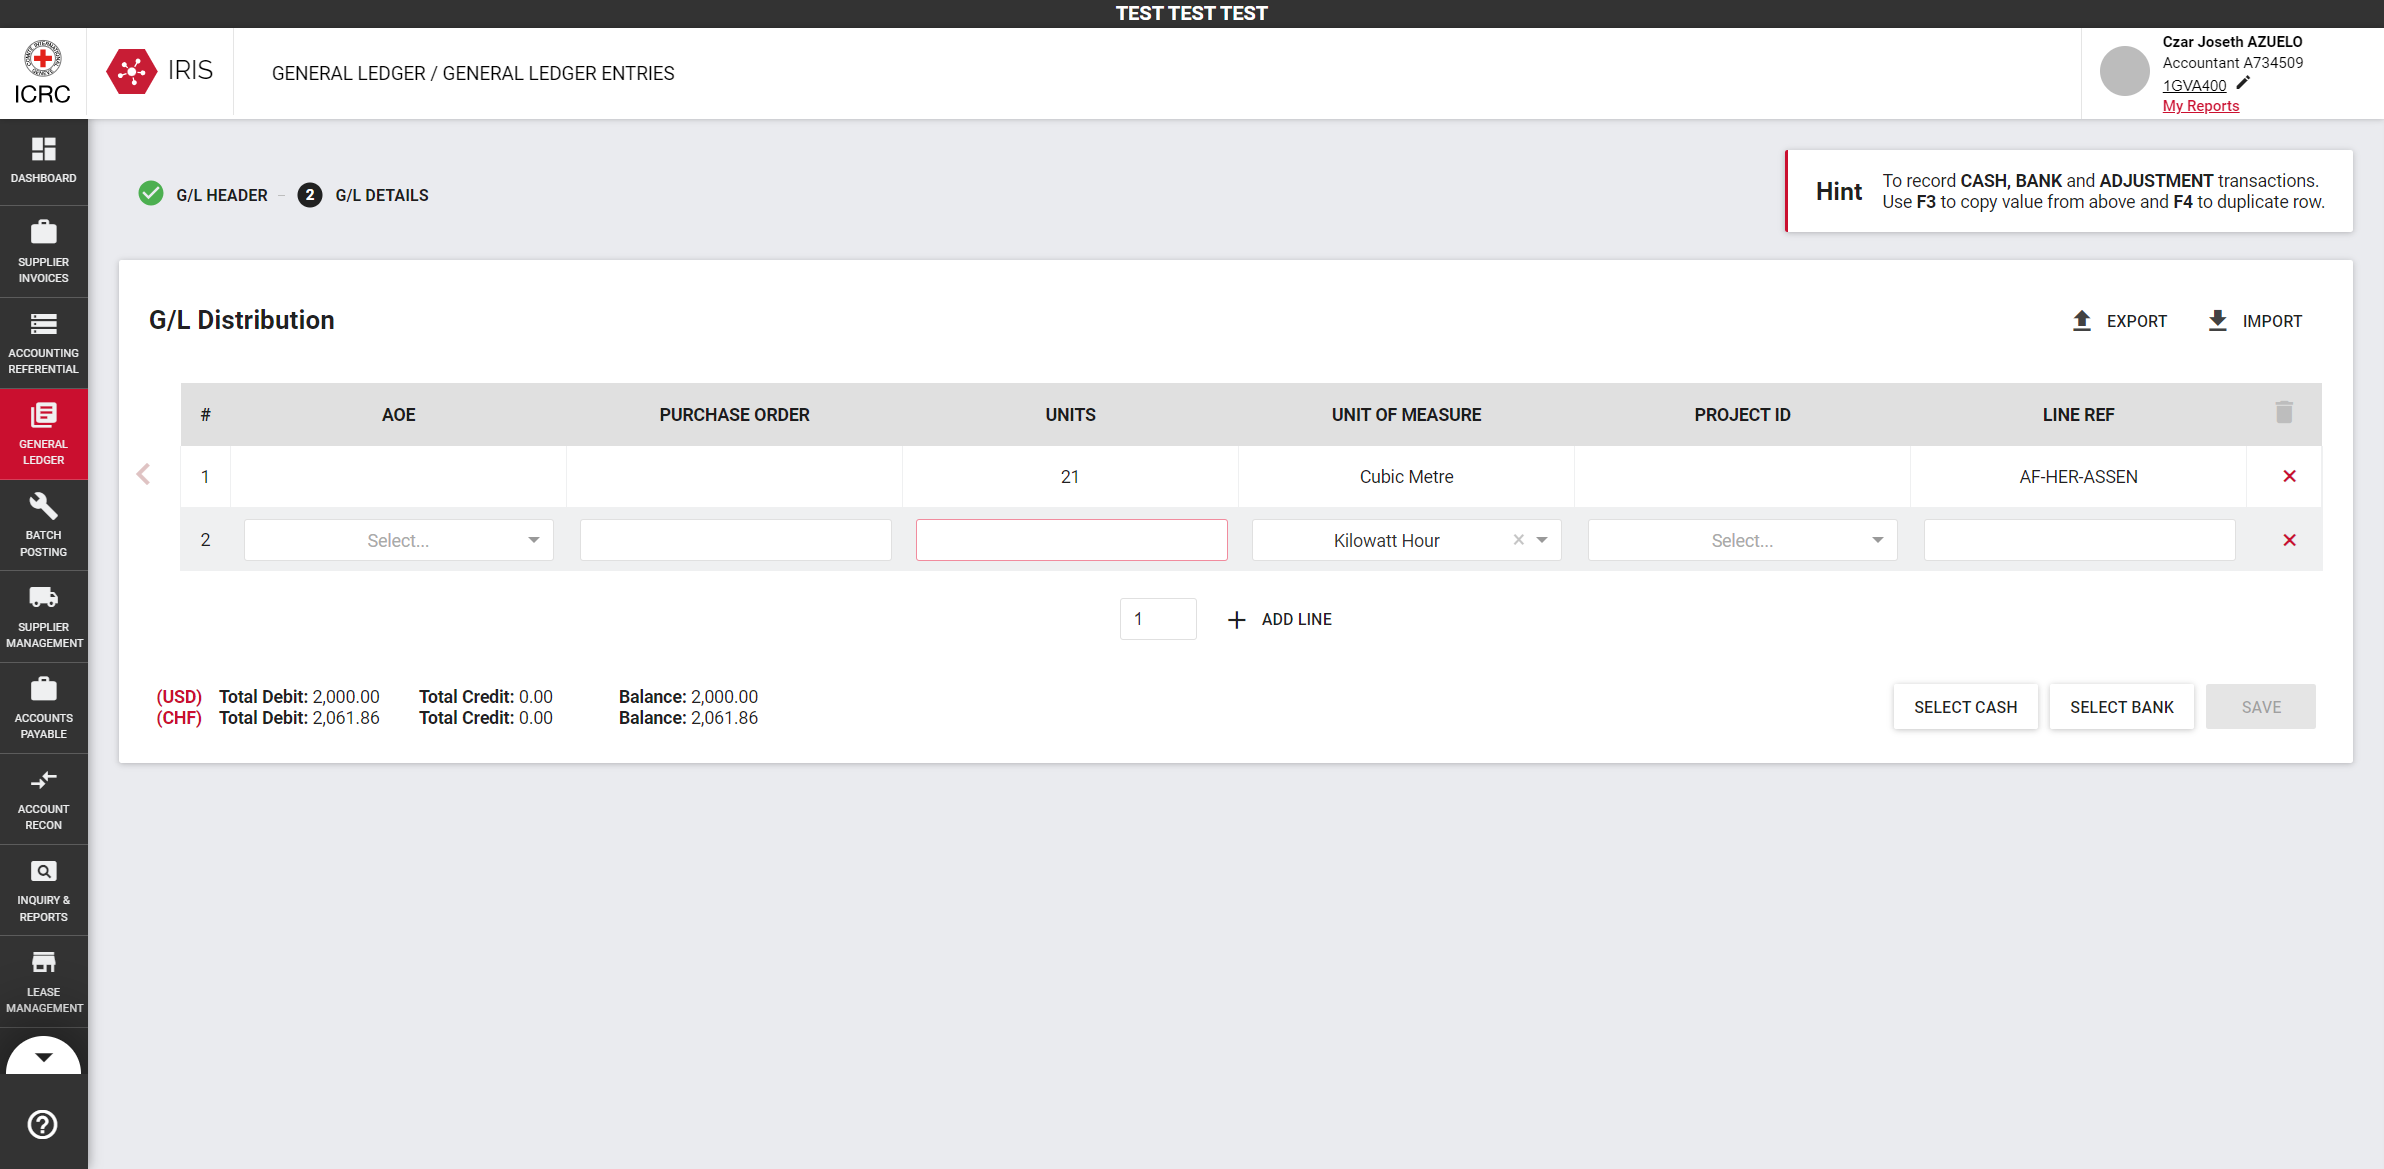 TEST TEST TEST
ICRC
IRIS
GENERAL LEDGER / GENERAL LEDGER ENTRIES
Czar Joseth AZUELO
Accountant A734509
1GVA400
My Reports
DASHBOARD
SUPPLIER
INVOICES
ACCOUNTING
REFERENTIAL
GENERAL
LEDGER
BATCH
POSTING
SUPPLIER
MANAGEMENT
ACCOUNTS
PAYABLE
ACCOUNT
RECON
INQUIRY &
REPORTS
LEASE
MANAGEMENT
G/L HEADER
2 G/L DETAILS
Hint
To record CASH, BANK and ADJUSTMENT transactions.
Use F3 to copy value from above and F4 to duplicate row.
G/L Distribution
EXPORT IMPORT
# AOE PURCHASE ORDER UNITS UNIT OF MEASURE PROJECT ID LINE REF
1 21 Cubic Metre AF-HER-ASSEN
2 Select... Kilowatt Hour Select...
1 ADD LINE
(USD) Total Debit: 2,000.00 Total Credit: 0.00 Balance: 2,000.00
(CHF) Total Debit: 2,061.86 Total Credit: 0.00 Balance: 2,061.86
SELECT CASH SELECT BANK SAVE